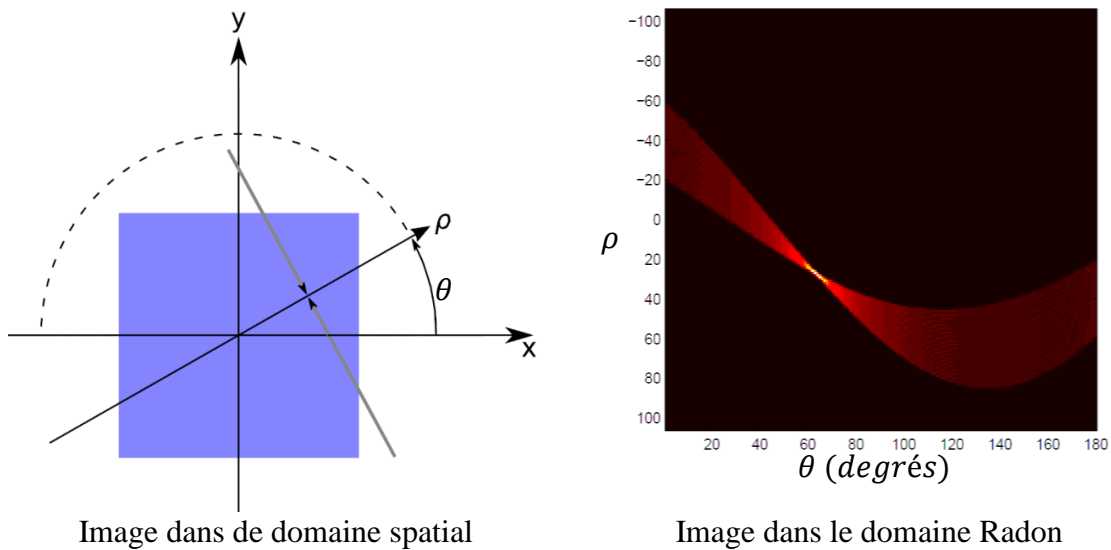 y
ρ
θ
x
Image dans de domaine spatial
−100
−80
−60
−40
−20
0
20
40
60
80
100
ρ
20 40 60 80 100 120 140 160 180
θ (degrés)
Image dans le domaine Radon